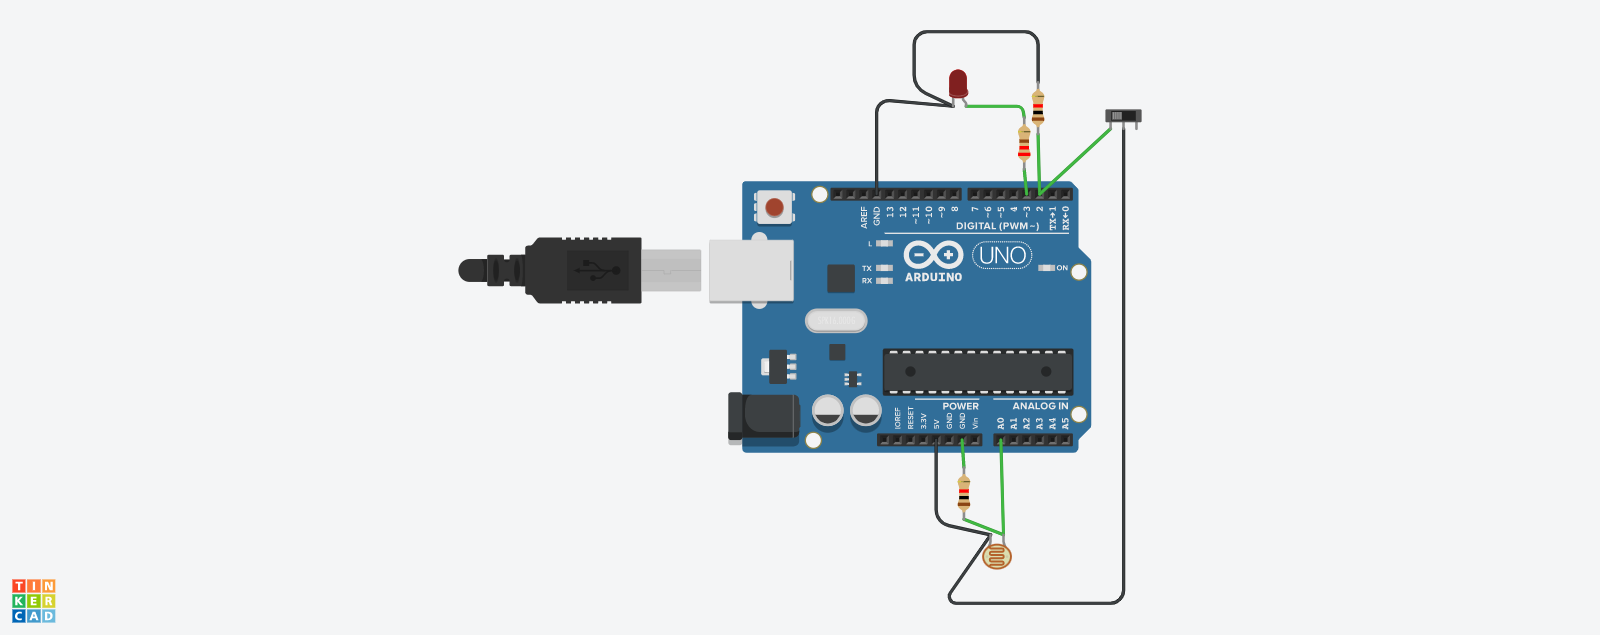 AREF
GND
13
12
~11
~10
~9
8
7
~6
~5
4
~3
2
TX→1
RX←0
DIGITAL (PWM~)
L
TX
RX
ARDUINO
UNO
ON
POWER
ANALOG IN
IOREF
RESET
3.3V
5V
GND
GND
Vin
A0
A1
A2
A3
A4
A5
TIN
KER
CAD